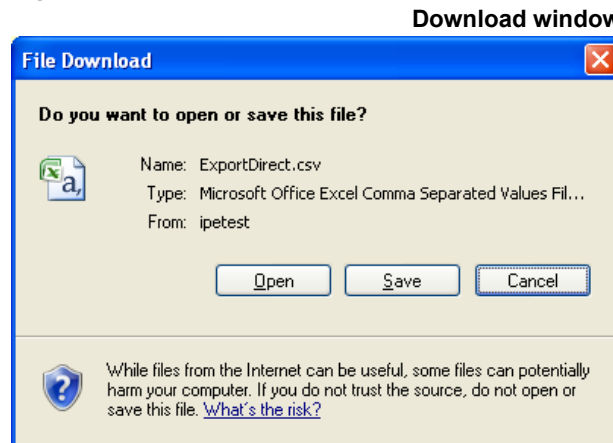 Download window
File Download
Do you want to open or save this file?
Name: ExportDirect.csv
Type: Microsoft Office Excel Comma Separated Values Fil...
From: ipetest
Open Save Cancel
While files from the Internet can be useful, some files can potentially
harm your computer. If you do not trust the source, do not open or
save this file. What's the risk?